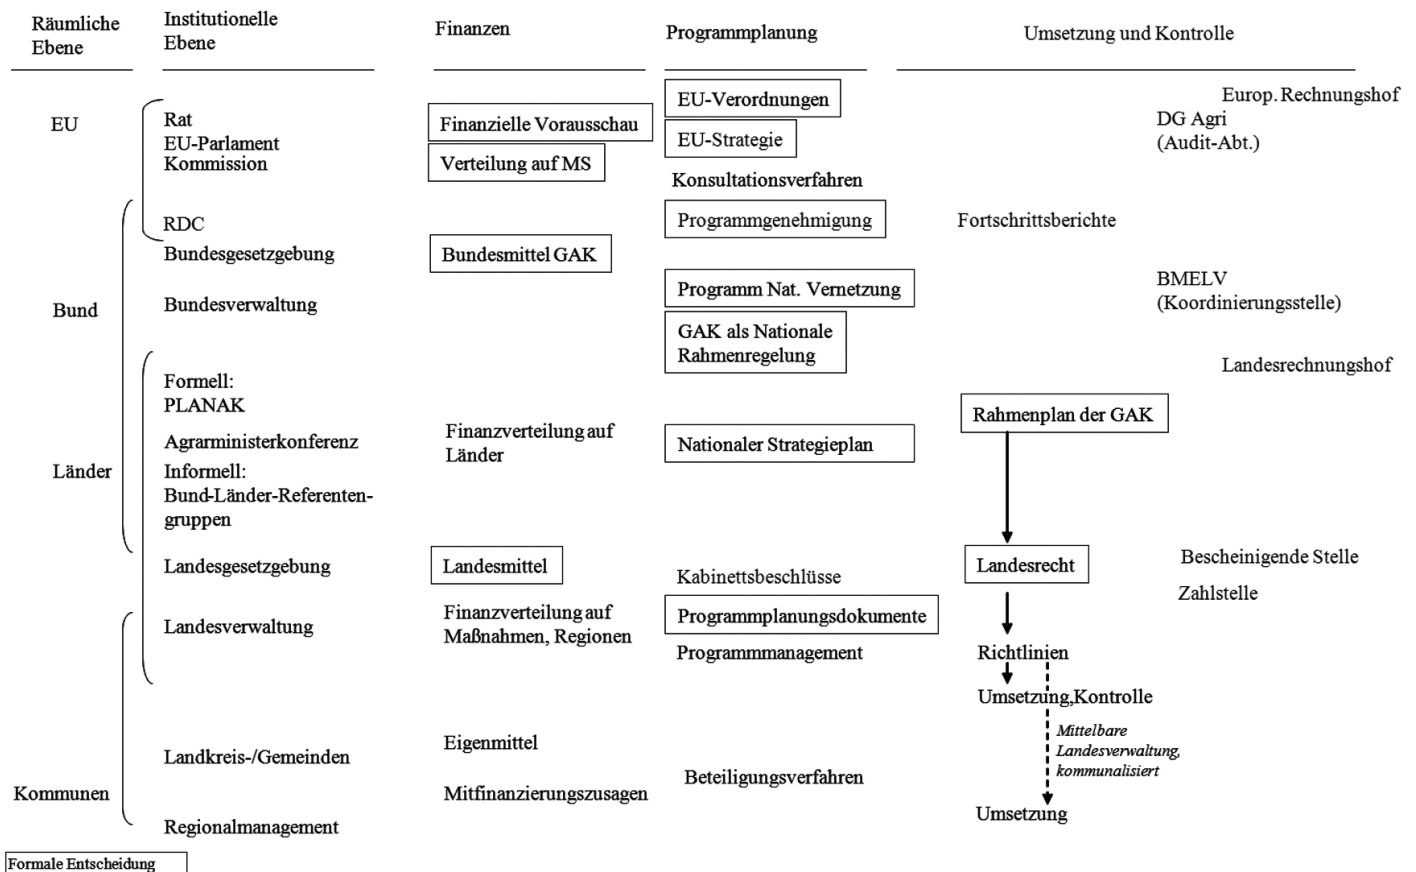 Räumliche
Ebene
Institutionelle
Ebene
Finanzen
Programmplanung
Umsetzung und Kontrolle
EU
Rat
EU-Parlament
Kommission
RDC
Finanzielle Vorausschau
Verteilung auf MS
EU-Verordnungen
EU-Strategie
Konsultationsverfahren
Programmgenehmigung
Fortschrittsberichte
Europ. Rechnungshof
DG Agri
(Audit-Abt.)
Bund
Bundesgesetzgebung
Bundesverwaltung
Bundesmittel GAK
Programm Nat. Vernetzung
GAK als Nationale
Rahmenregelung
BMELV
(Koordinierungsstelle)
Landesrechnungshof
Länder
Formell:
PLANAK
Agrarministerkonferenz
Informell:
Bund-Länder-Referenten-
gruppen
Finanzverteilung auf
Länder
Nationaler Strategieplan
Rahmenplan der GAK
Landesgesetzgebung
Landesmittel
Kabinettsbeschlüsse
Landesrecht
Bescheinigende Stelle
Zahlstelle
Landesverwaltung
Finanzverteilung auf
Maßnahmen, Regionen
Programmplanungsdokumente
Programmmanagement
Richtlinien
Umsetzung,Kontrolle
Mittelbare
Landesverwaltung,
kommunalisiert
Kommunen
Landkreis-/Gemeinden
Regionalmanagement
Eigenmittel
Mitfinanzierungszusagen
Beteiligungsverfahren
Umsetzung
Formale Entscheidung